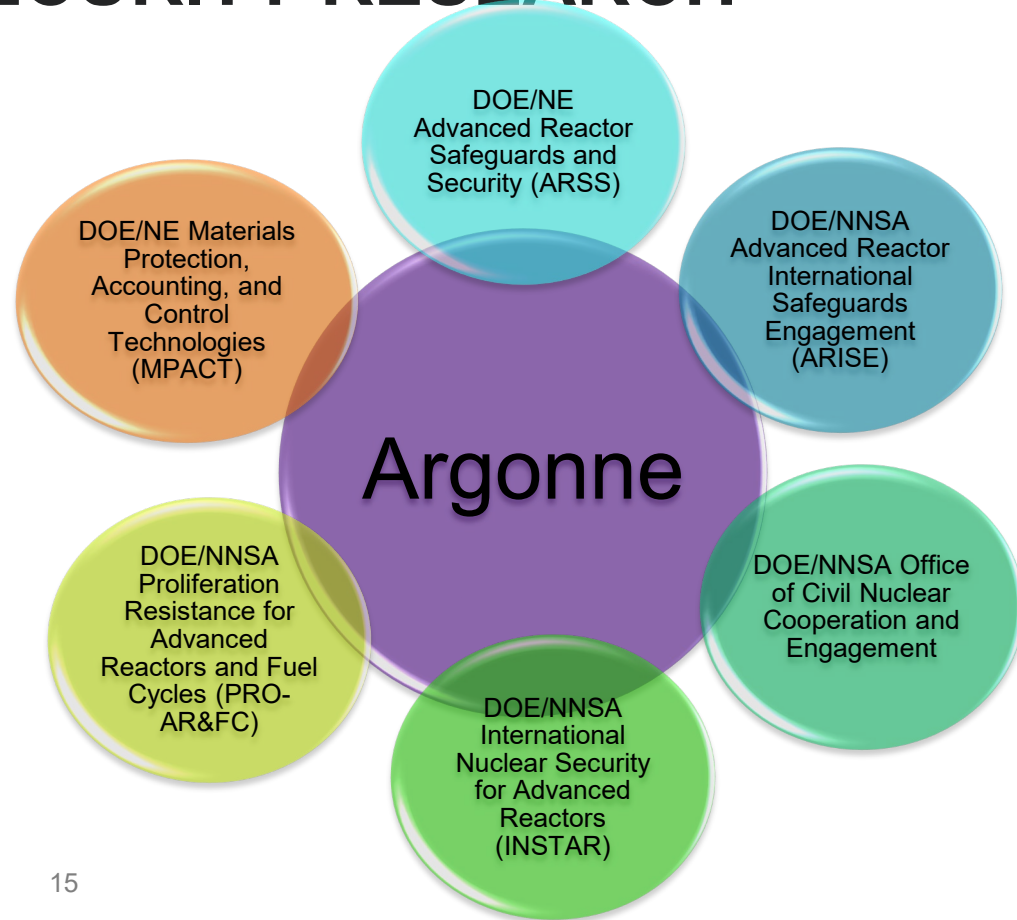 DOE/NE
Advanced Reactor
Safeguards and
Security (ARSS)
DOE/NNSA
Advanced Reactor
International
Safeguards
Engagement
(ARISE)
DOE/NNSA Office
of Civil Nuclear
Cooperation and
Engagement
DOE/NNSA
International
Nuclear Security
for Advanced
Reactors
(INSTAR)
DOE/NNSA
Proliferation
Resistance for
Advanced
Reactors and Fuel
Cycles (PRO-
AR&FC)
DOE/NE Materials
Protection,
Accounting, and
Control
Technologies
(MPACT)
Argonne
15